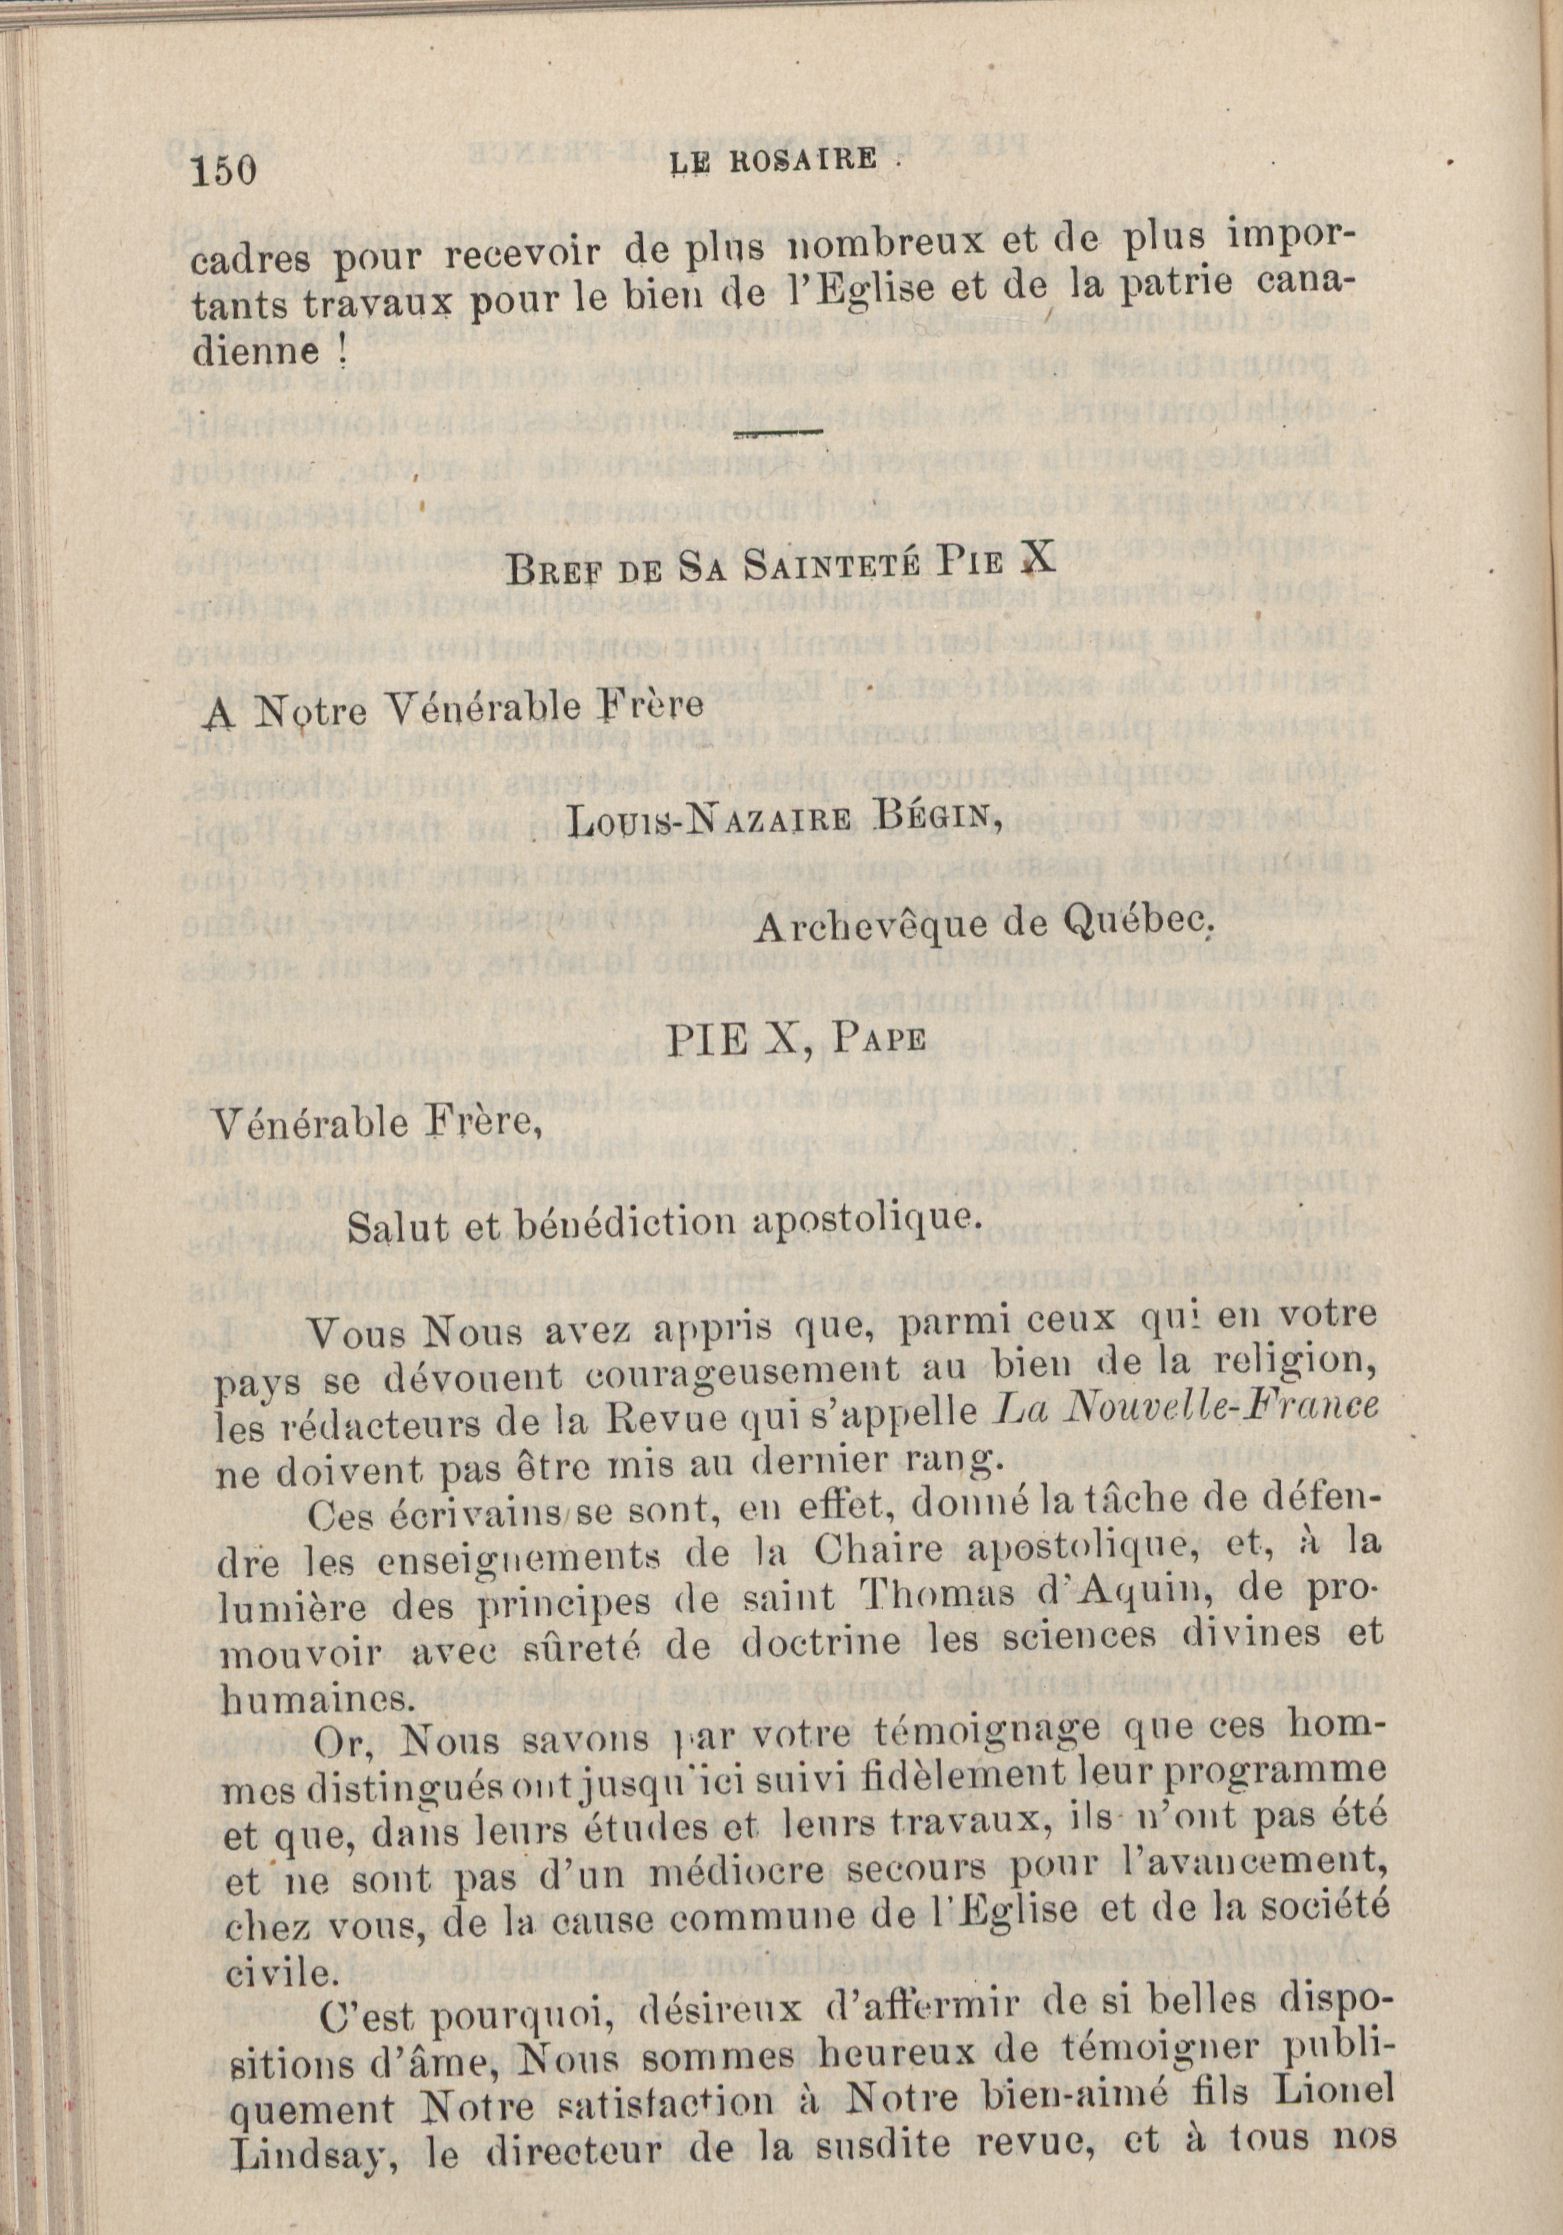 150
LE ROSAIRE
cadres pour recevoir de plus nombreux et de plus impor-
tants travaux pour le bien de l'Eglise et de la patrie cana-
dienne !
BREF DE SA SAINTETÉ PIE X
A Notre Vénérable Frère
LOUIS-NAZAIRE BÉGIN,
Archevêque de Québec.
PIE X, PAPE
Vénérable Frère,
Salut et bénédiction apostolique.
Vous Nous avez appris que, parmi ceux qui en votre
pays se dévouent courageusement au bien de la religion,
les rédacteurs de la Revue qui s'appelle La Nouvelle-France
ne doivent pas être mis au dernier rang.
Ces écrivains se sont, en effet, donné la tâche de défen-
dre les enseignements de la Chaire apostolique, et, à la
lumière des principes de saint Thomas d'Aquin, de pro-
mouvoir avec sûreté de doctrine les sciences divines et
humaines.
Or, Nous savons par votre témoignage que ces hom-
mes distingués ont jusqu'ici suivi fidèlement leur programme
et que, dans leurs études et leurs travaux, ils n'ont pas été
et ne sont pas d'un médiocre secours pour l'avancement,
chez vous, de la cause commune de l'Eglise et de la société
civile.
C'est pourquoi, désireux d'affermir de si belles dispo-
sitions d'âme, Nous sommes heureux de témoigner publi-
quement Notre satisfaction à Notre bien-aimé fils Lionel
Lindsay, le directeur de la susdite revue, et à tous nos